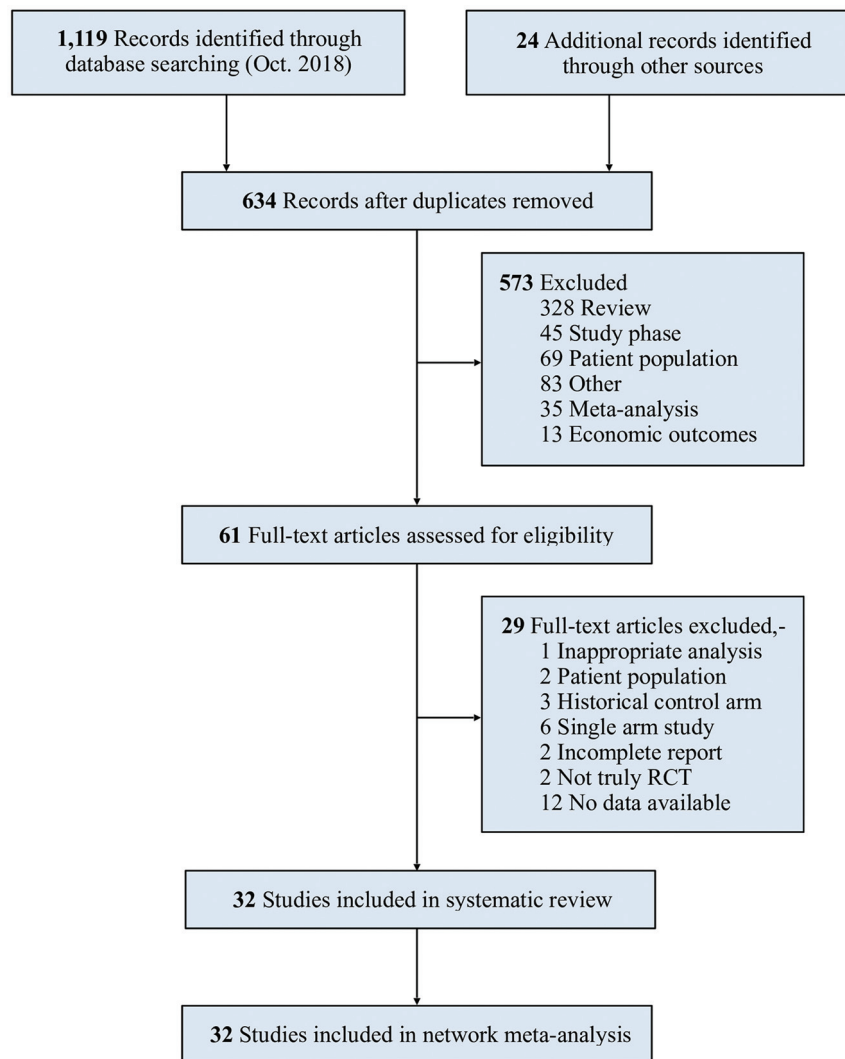 1,119 Records identified through
database searching (Oct. 2018)
24 Additional records identified
through other sources
634 Records after duplicates removed
573 Excluded
328 Review
45 Study phase
69 Patient population
83 Other
35 Meta-analysis
13 Economic outcomes
61 Full-text articles assessed for eligibility
29 Full-text articles excluded,-
1 Inappropriate analysis
2 Patient population
3 Historical control arm
6 Single arm study
2 Incomplete report
2 Not truly RCT
12 No data available
32 Studies included in systematic review
32 Studies included in network meta-analysis